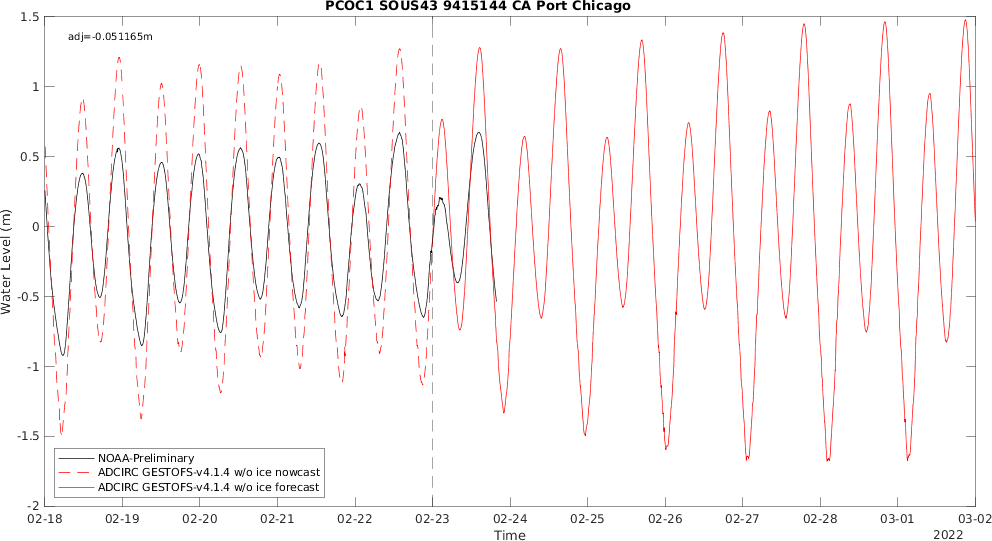 PCOC1 SOUS43 9415144 CA Port Chicago
adj=-0.051165m
1.5
1
0.5
0
-0.5
-1
-1.5
-2
Water Level (m)
NOAA-Preliminary
ADCIRC GESTOFS-v4.1.4 w/o ice nowcast
ADCIRC GESTOFS-v4.1.4 w/o ice forecast
02-18 02-19 02-20 02-21 02-22 02-23 02-24 02-25 02-26 02-27 02-28 03-01 03-02
Time
2022